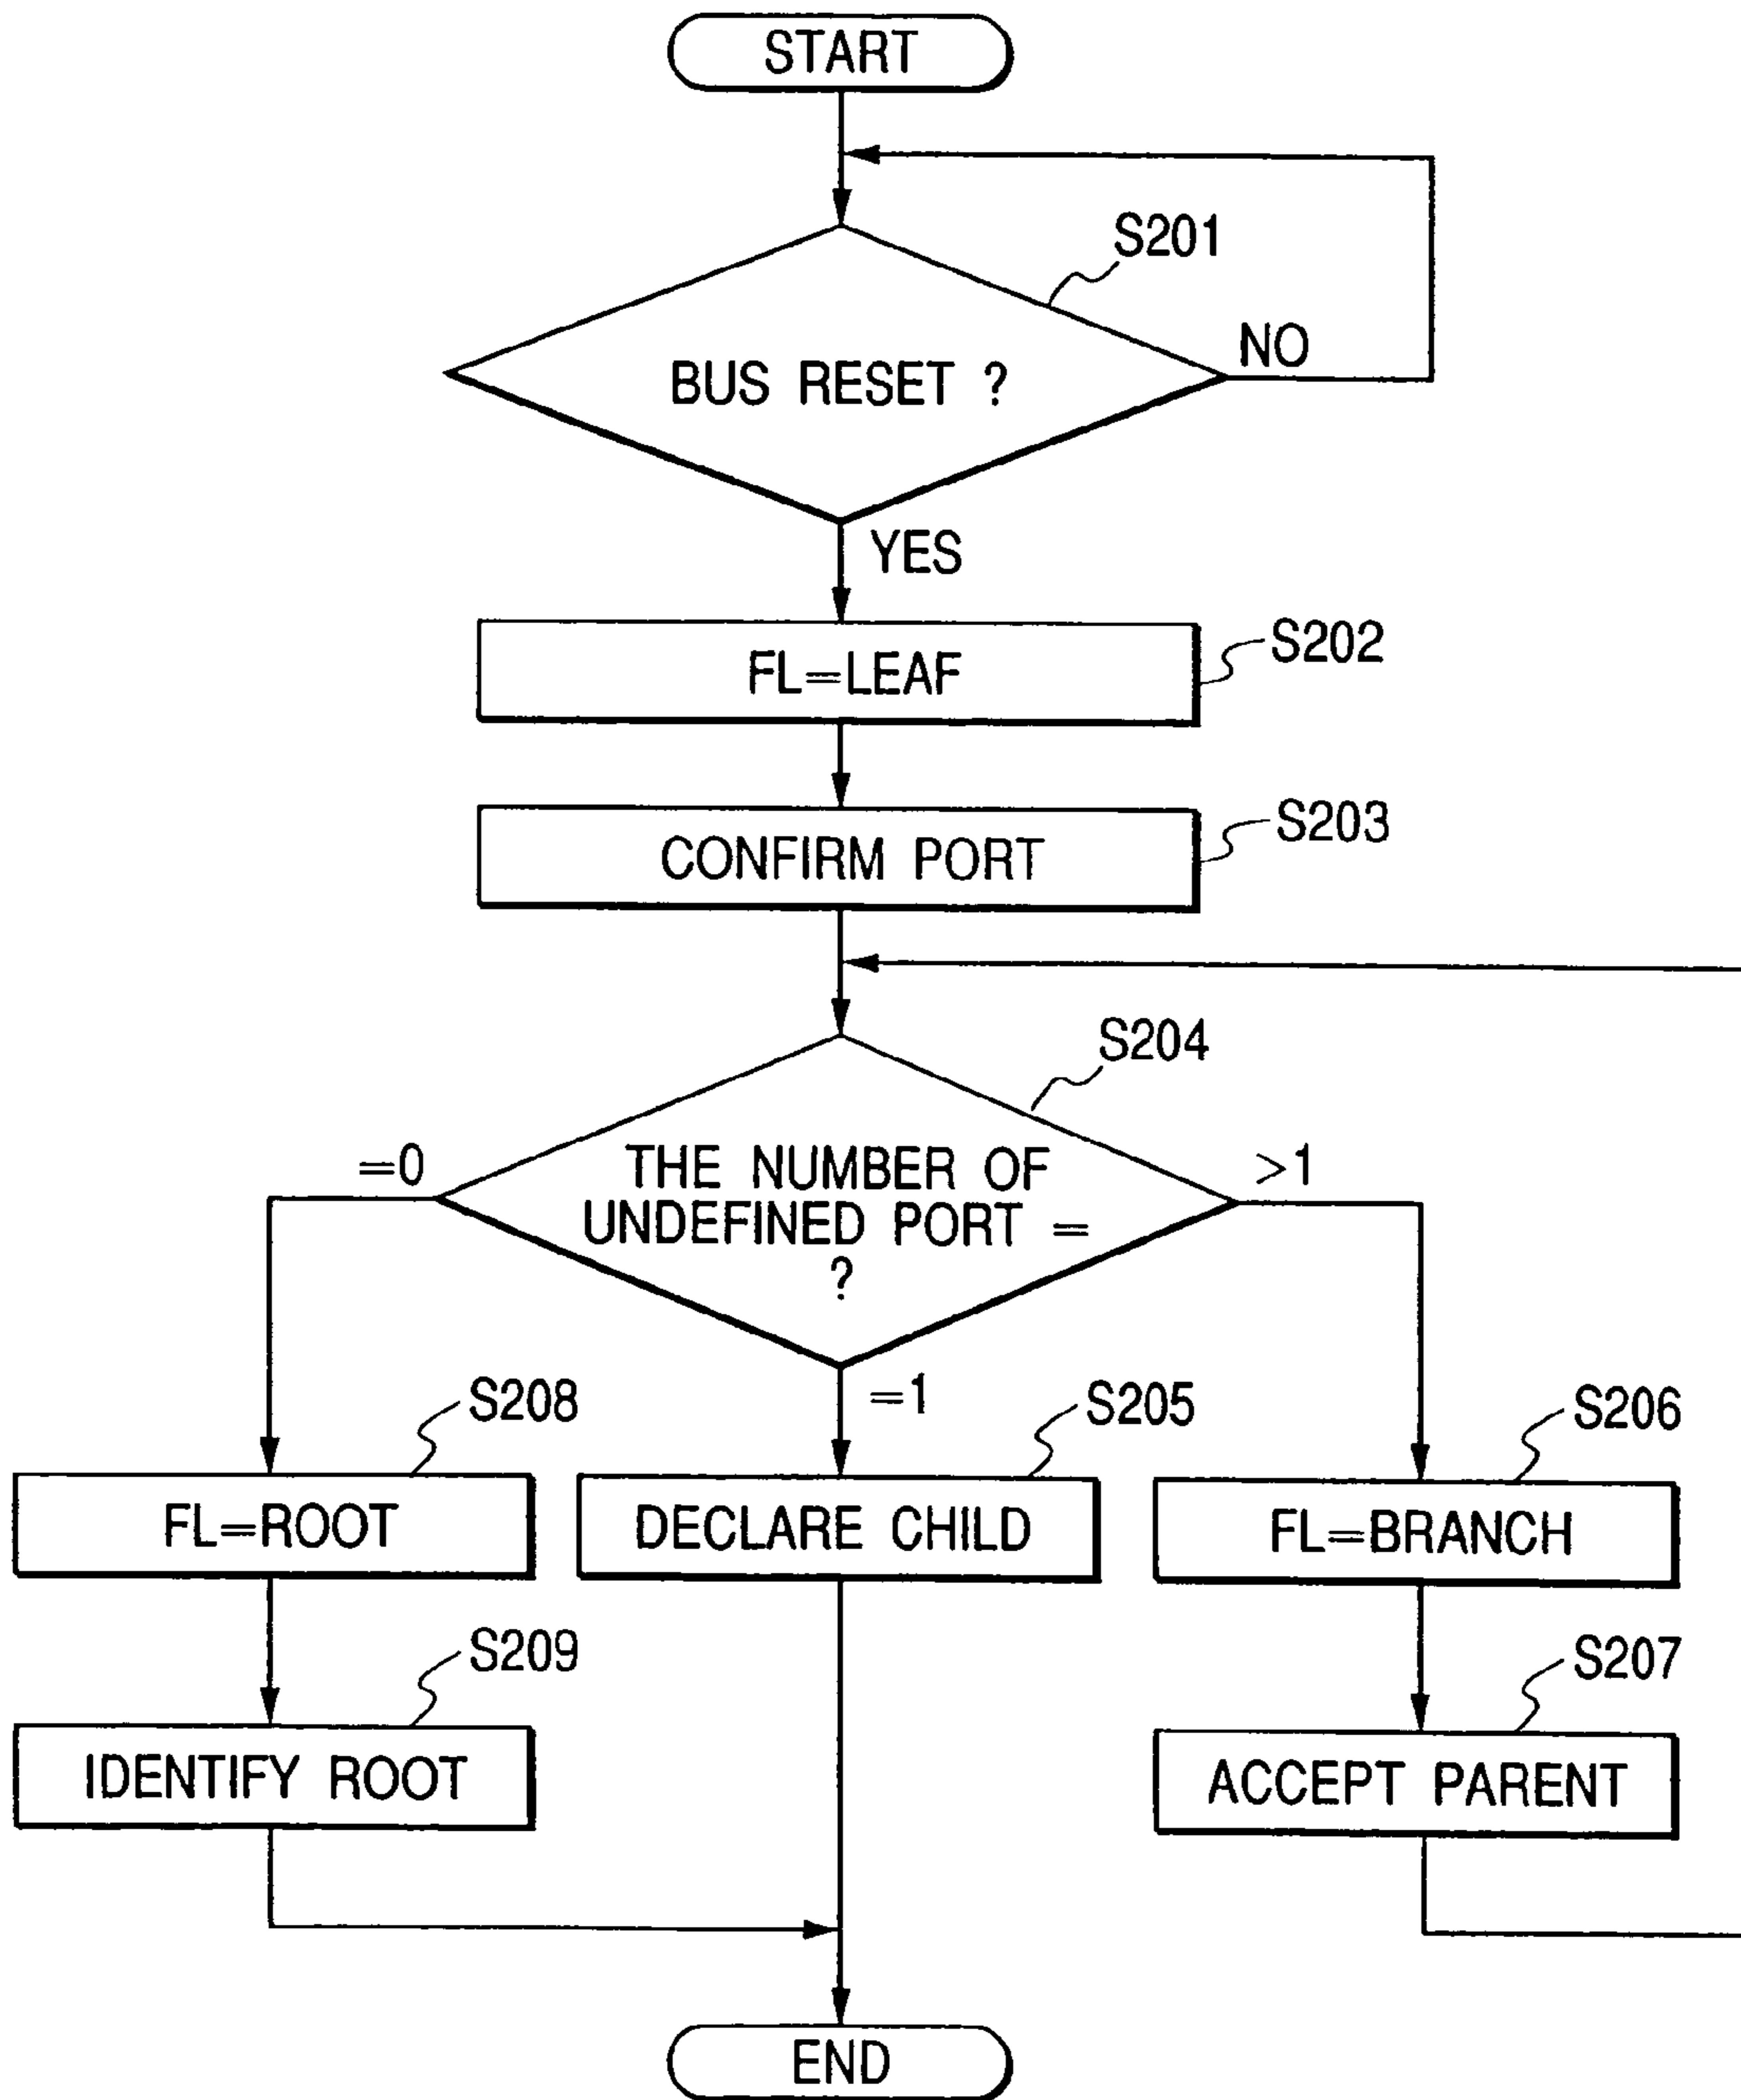 START
S201
BUS RESET ?
NO
YES
FL=LEAF
S202
CONFIRM PORT
S203
S204
=0
THE NUMBER OF
UNDEFINED PORT =
?
>1
=1
S208
S205
S206
FL=ROOT
DECLARE CHILD
FL=BRANCH
S209
S207
IDENTIFY ROOT
ACCEPT PARENT
END